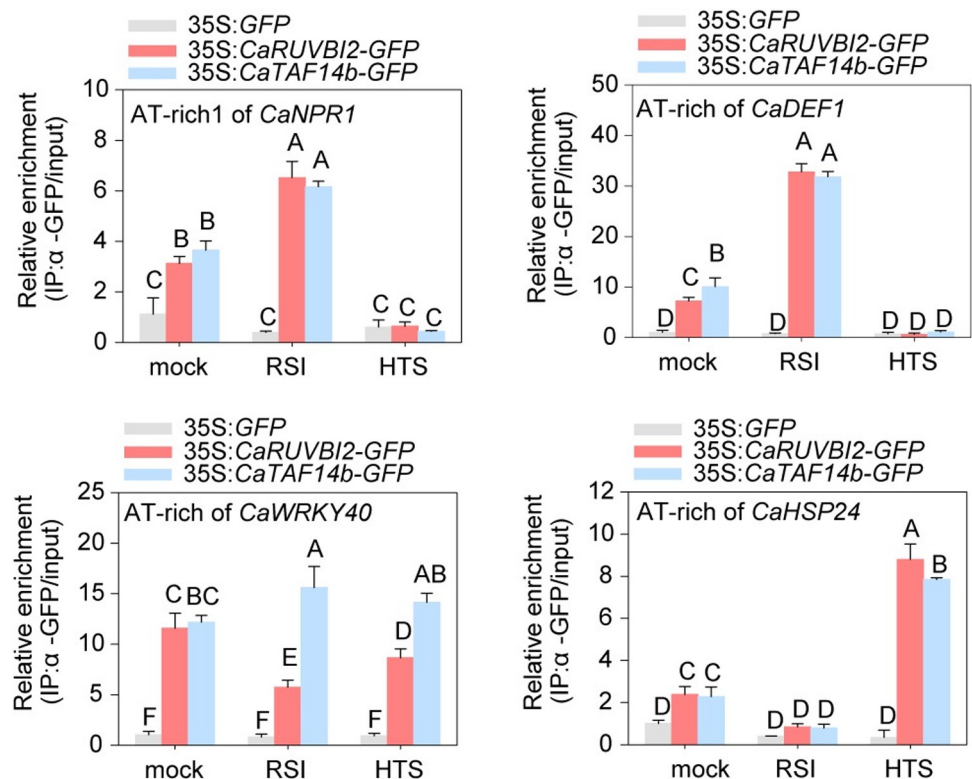 35S:GFP
35S:CaRUVBl2-GFP
35S:CaTAF14b-GFP
AT-rich1 of CaNPR1
Relative enrichment
(IP:α -GFP/input)
10
8
6
4
2
0
C
B
B
C
A
A
C
C
C
mock
RSI
HTS
35S:GFP
35S:CaRUVBl2-GFP
35S:CaTAF14b-GFP
AT-rich of CaDEF1
Relative enrichment
(IP:α -GFP/input)
50
40
30
20
10
0
D
C
B
D
A
A
D
D
D
mock
RSI
HTS
35S:GFP
35S:CaRUVBl2-GFP
35S:CaTAF14b-GFP
AT-rich of CaWRKY40
Relative enrichment
(IP:α -GFP/input)
25
20
15
10
5
0
F
C
BC
F
E
A
F
D
AB
mock
RSI
HTS
35S:GFP
35S:CaRUVBl2-GFP
35S:CaTAF14b-GFP
AT-rich of CaHSP24
Relative enrichment
(IP:α -GFP/input)
12
10
8
6
4
2
0
D
C
C
D
D
D
D
A
B
mock
RSI
HTS